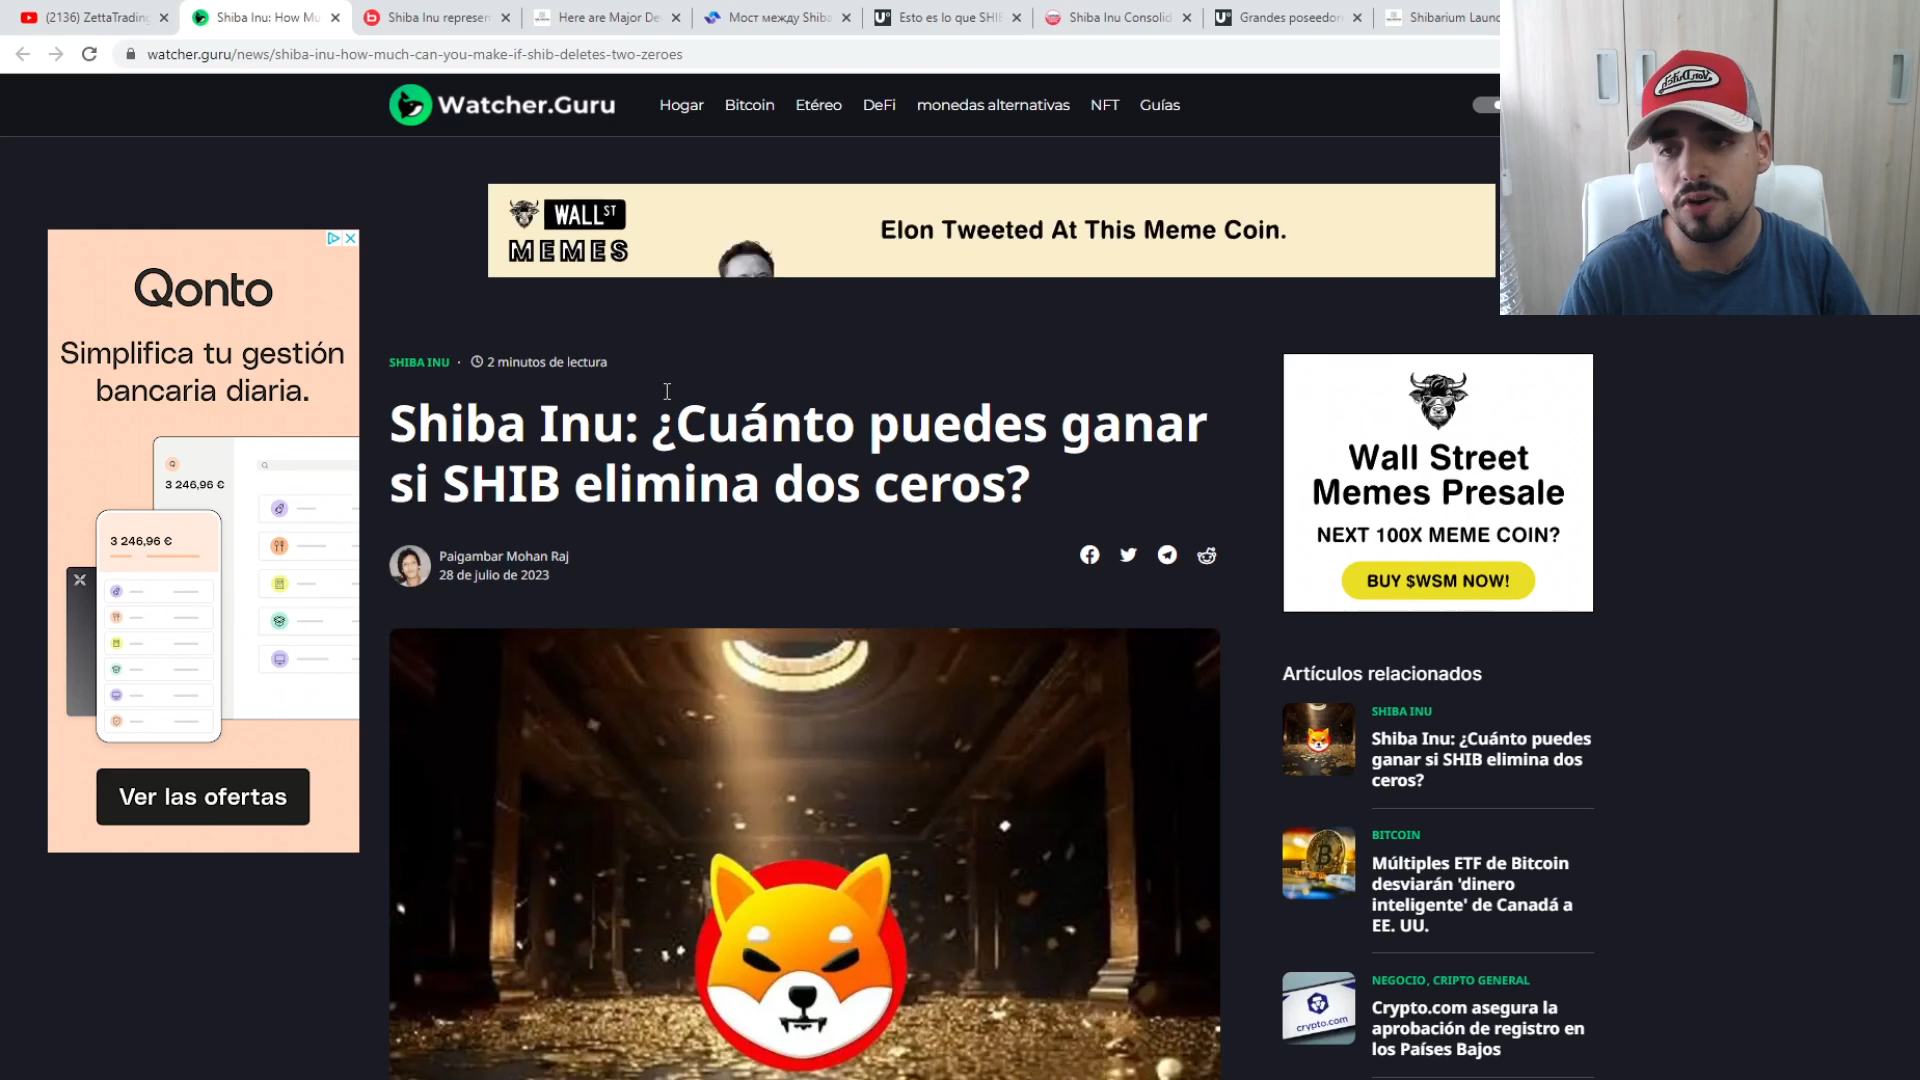 (2136) ZettaTrading
Shiba Inu: How Mu
Shiba Inu represen
Here are Major De
Мост между Shiba
Esto es lo que SHIB
Shiba Inu Consolid
Grandes poseedor
Shibarium Launc
watcher.guru/news/shiba-inu-how-much-can-you-make-if-shib-deletes-two-zeroes
Watcher.Guru
Hogar
Bitcoin
Etéreo
DeFi
monedas alternativas
NFT
Guías
Von Dutch
WALL ST
MEMES
Elon Tweeted At This Meme Coin.
Qonto
Simplifica tu gestión
bancaria diaria.
3 246,96 €
3 246,96 €
Ver las ofertas
SHIBA INU · 2 minutos de lectura
Shiba Inu: ¿Cuánto puedes ganar
si SHIB elimina dos ceros?
Paigambar Mohan Raj
28 de julio de 2023
Wall Street
Memes Presale
NEXT 100X MEME COIN?
BUY $WSM NOW!
Artículos relacionados
SHIBA INU
Shiba Inu: ¿Cuánto puedes
ganar si SHIB elimina dos
ceros?
BITCOIN
Múltiples ETF de Bitcoin
desviarán 'dinero
inteligente' de Canadá a
EE. UU.
NEGOCIO, CRIPTO GENERAL
Crypto.com asegura la
aprobación de registro en
los Países Bajos
crypto.com